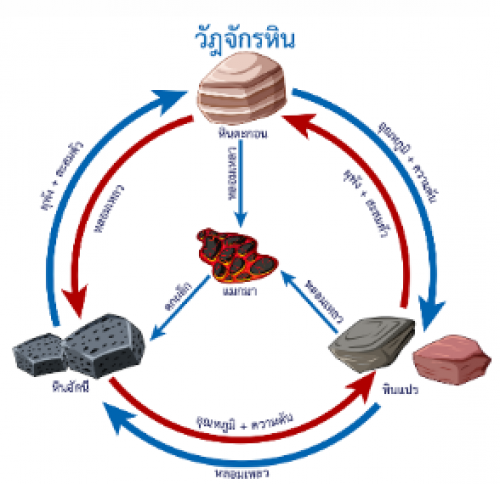 วัฏจักรหิน
หินตะกอน
ผุพัง + สะสมตัว
หลอมเหลว
หลอมเหลว
ผุพัง + สะสมตัว
อุณหภูมิ + ความดัน
แมกมา
ตกผลึก
หลอมเหลว
หินอัคนี
หินแปร
อุณหภูมิ + ความดัน
หลอมเหลว